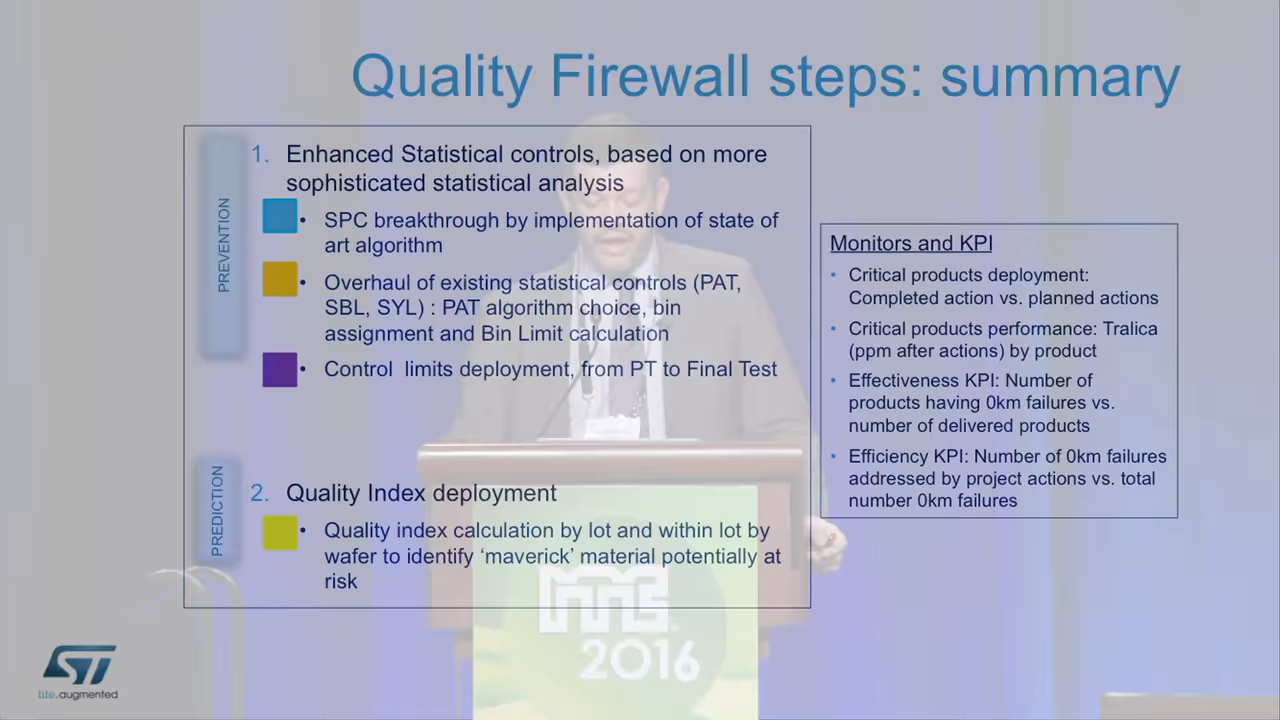 Quality Firewall steps: summary
PREVENTION
1. Enhanced Statistical controls, based on more
sophisticated statistical analysis
• SPC breakthrough by implementation of state of
art algorithm
• Overhaul of existing statistical controls (PAT,
SBL, SYL) : PAT algorithm choice, bin
assignment and Bin Limit calculation
• Control limits deployment, from PT to Final Test
PREDICTION
2. Quality Index deployment
• Quality index calculation by lot and within lot by
wafer to identify ‘maverick’ material potentially at
risk
Monitors and KPI
• Critical products deployment:
Completed action vs. planned actions
• Critical products performance: Tralica
(ppm after actions) by product
• Effectiveness KPI: Number of
products having 0km failures vs.
number of delivered products
• Efficiency KPI: Number of 0km failures
addressed by project actions vs. total
number 0km failures
2016
ST
life.augmented